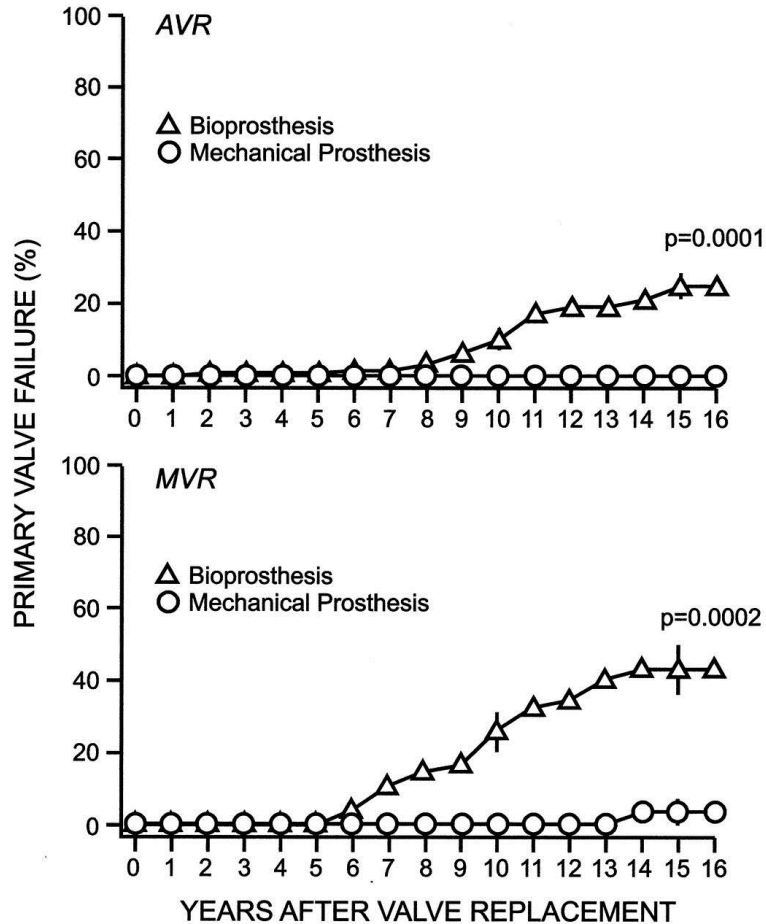 PRIMARY VALVE FAILURE (%)
AVR
100
80
60
40
20
0
Bioprosthesis
Mechanical Prosthesis
p=0.0001
0 1 2 3 4 5 6 7 8 9 10 11 12 13 14 15 16
MVR
100
80
60
40
20
0
Bioprosthesis
Mechanical Prosthesis
p=0.0002
0 1 2 3 4 5 6 7 8 9 10 11 12 13 14 15 16
YEARS AFTER VALVE REPLACEMENT